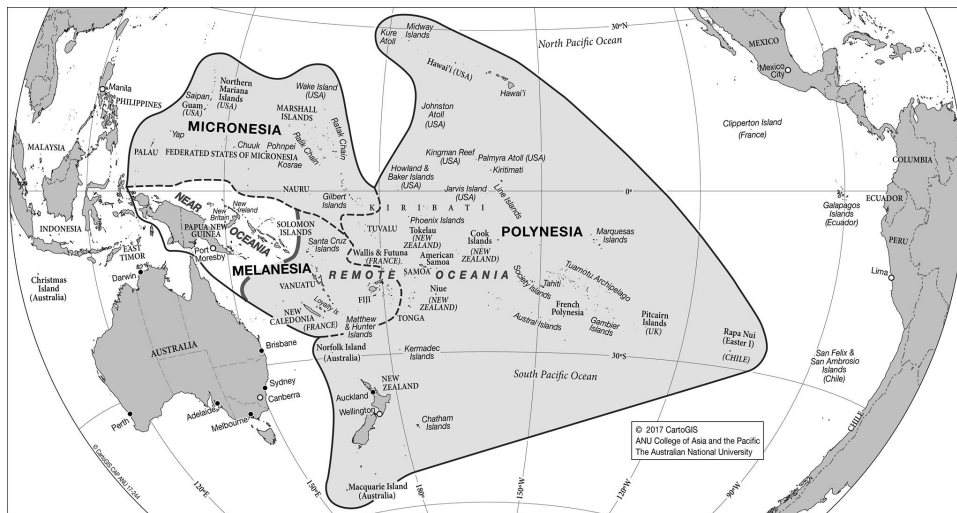 30°N
Midway
Islands
Kure
Atoll
North Pacific Ocean
MEXICO
Mexico
City
Hawai'i (USA)
Hawai'i
Manila
PHILIPPINES
Northern
Mariana
Islands
(USA)
Saipan
Guam
(USA)
Wake Island
(USA)
Johnston
Atoll
(USA)
Clipperton Island
(France)
MICRONESIA
MARSHALL
ISLANDS
Ratak Chain
Ralik Chain
Yap
Chuuk
Pohnpei
Kosrae
MALAYSIA
PALAU
FEDERATED STATES OF MICRONESIA
Kingman Reef
(USA)
Palmyra Atoll (USA)
Kiritimati
Howland &
Baker Islands
(USA)
Jarvis Island
(USA)
COLOMBIA
0°
ECUADOR
Galapagos
Islands
(Ecuador)
NAURU
Gilbert
Islands
KIRIBATI
Line Islands
NEAR
OCEANIA
New
Britain
New
Ireland
INDONESIA
PAPUA NEW
GUINEA
SOLOMON
ISLANDS
Phoenix Islands
TUVALU
Tokelau
(NEW
ZEALAND)
Cook
Islands
(NEW
ZEALAND)
POLYNESIA
Marquesas
Islands
PERU
EAST
TIMOR
Port
Moresby
Santa Cruz
Islands
Wallis & Futuna
(FRANCE)
American
Samoa
SAMOA
Lima
Darwin
MELANESIA
REMOTE OCEANIA
Christmas
Island
(Australia)
VANUATU
Niue
(NEW
ZEALAND)
Society Islands
Tahiti
Tuamotu Archipelago
FIJI
Loyalty Is
NEW
CALEDONIA
(FRANCE)
Matthew
& Hunter
Islands
TONGA
French
Polynesia
Austral Islands
Gambier
Islands
Pitcairn
Islands
(UK)
Rapa Nui
(Easter I)
(CHILE)
AUSTRALIA
Brisbane
Norfolk Island
(Australia)
Kermadec
Islands
30°S
San Felix &
San Ambrosio
Islands
(Chile)
South Pacific Ocean
Sydney
Canberra
Adelaide
Melbourne
Perth
NEW
ZEALAND
Auckland
Wellington
Chatham
Islands
CHILE
© 2017 CartoGIS
ANU College of Asia and the Pacific
The Australian National University
Macquarie Island
(Australia)
© CartoGIS CAP ANU 17-244
120°E
150°E
180°
150°W
120°W
90°W